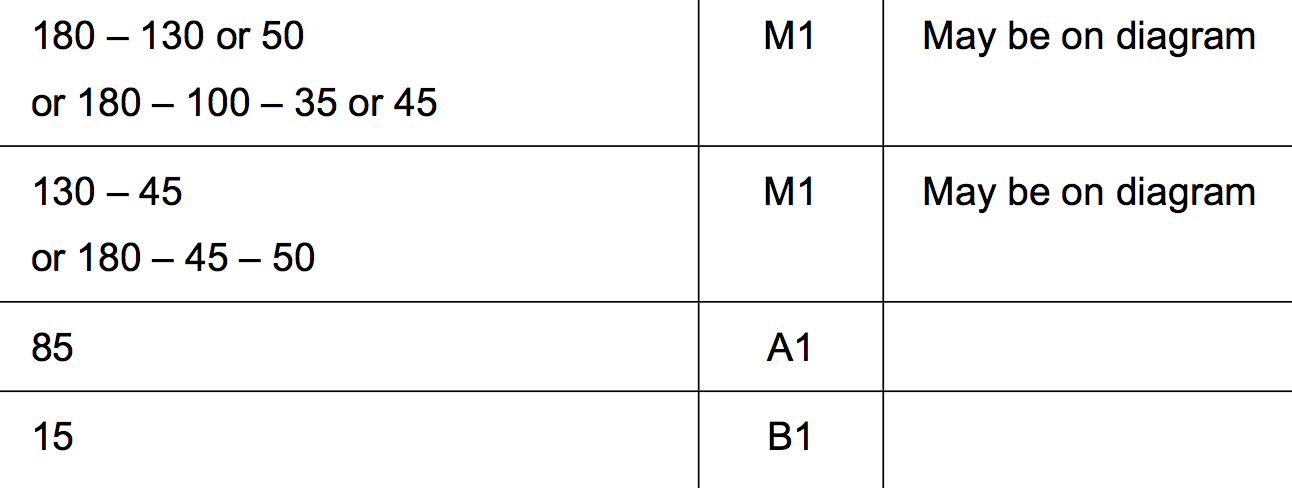 180 – 130 or 50 M1 May be on diagram
or 180 – 100 – 35 or 45
130 – 45 M1 May be on diagram
or 180 – 45 – 50
85 A1
15 B1